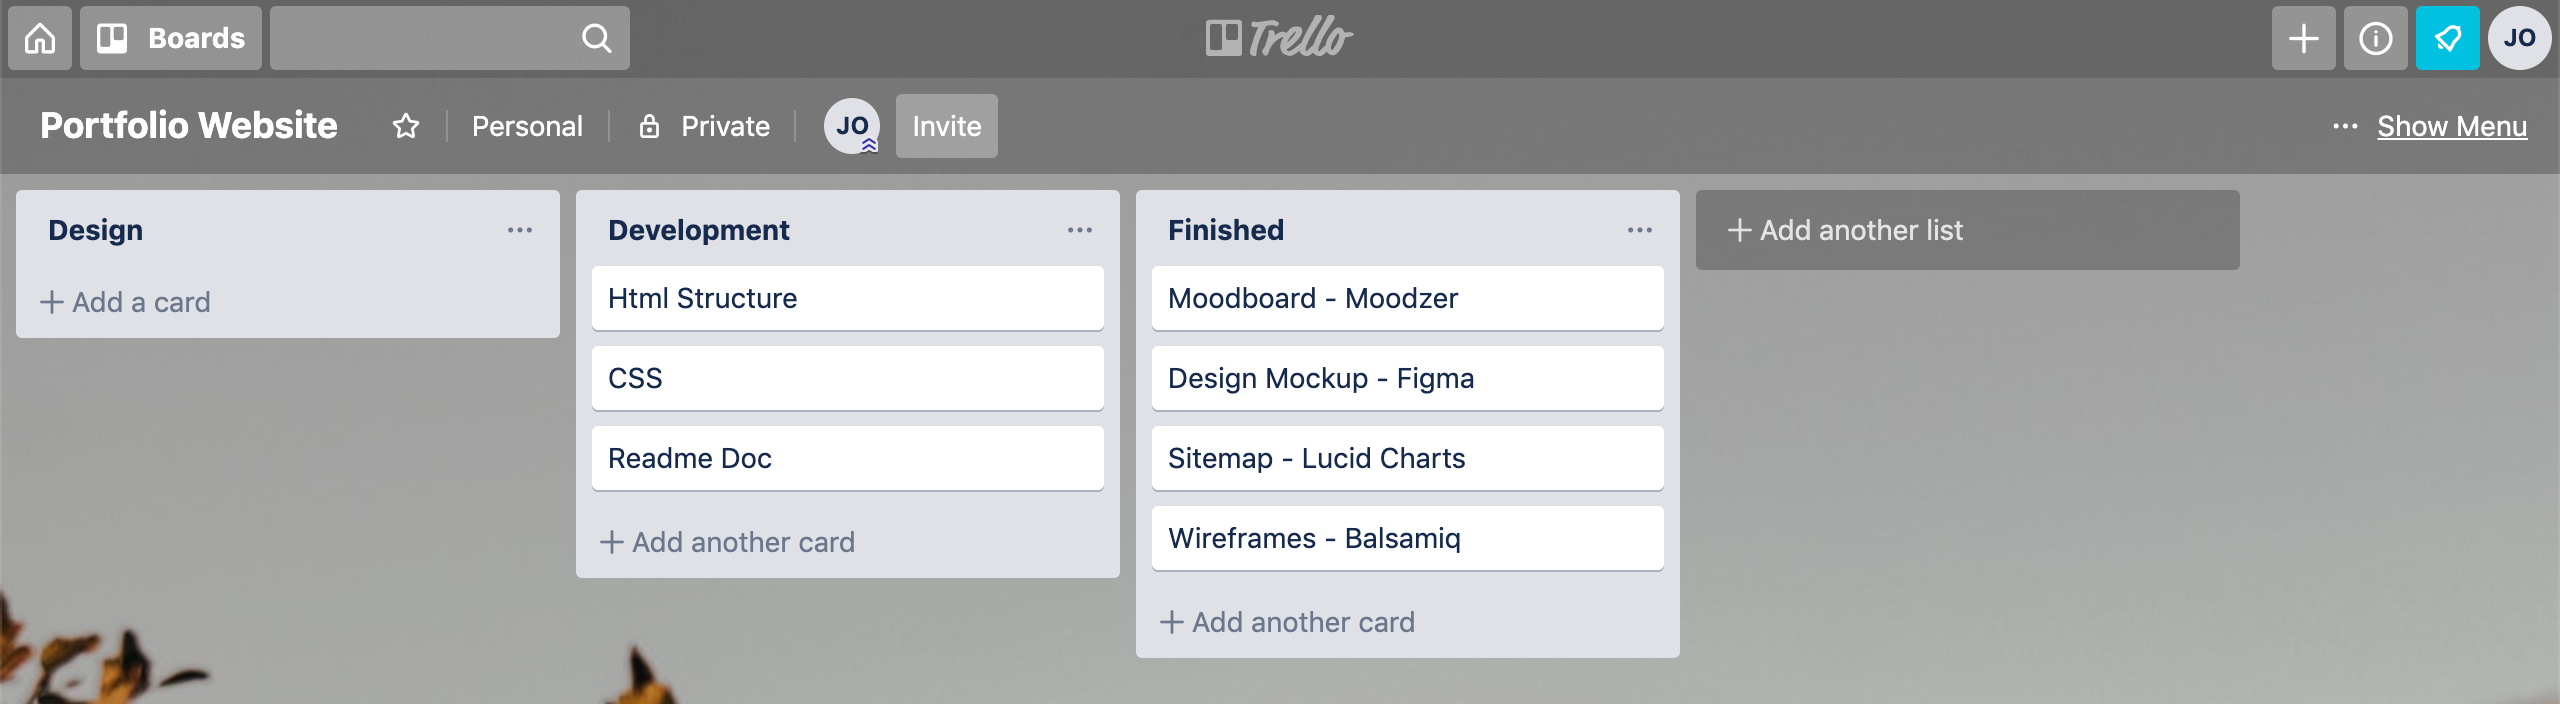 Boards
Trello
JO
Portfolio Website
Personal
Private
JO
Invite
... Show Menu
Design
+ Add a card
Development
Html Structure
CSS
Readme Doc
+ Add another card
Finished
Moodboard - Moodzer
Design Mockup - Figma
Sitemap - Lucid Charts
Wireframes - Balsamiq
+ Add another card
+ Add another list